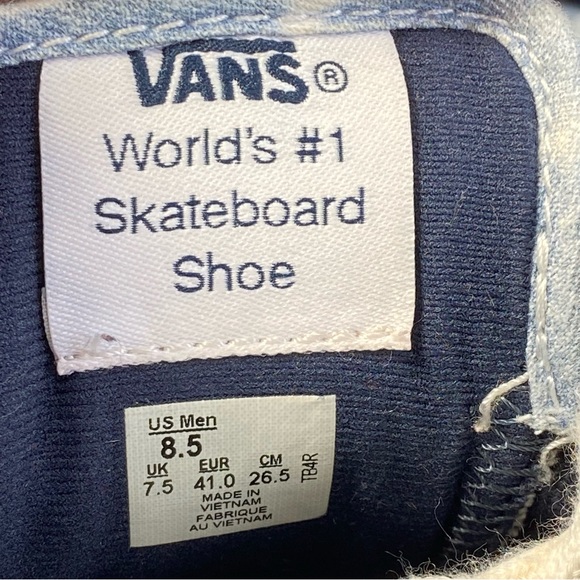 VANS®
World's #1
Skateboard
Shoe
US Men
8.5
UK EUR CM
7.5 41.0 26.5
MADE IN
VIETNAM
FABRIQUE
AU VIETNAM
TB4R